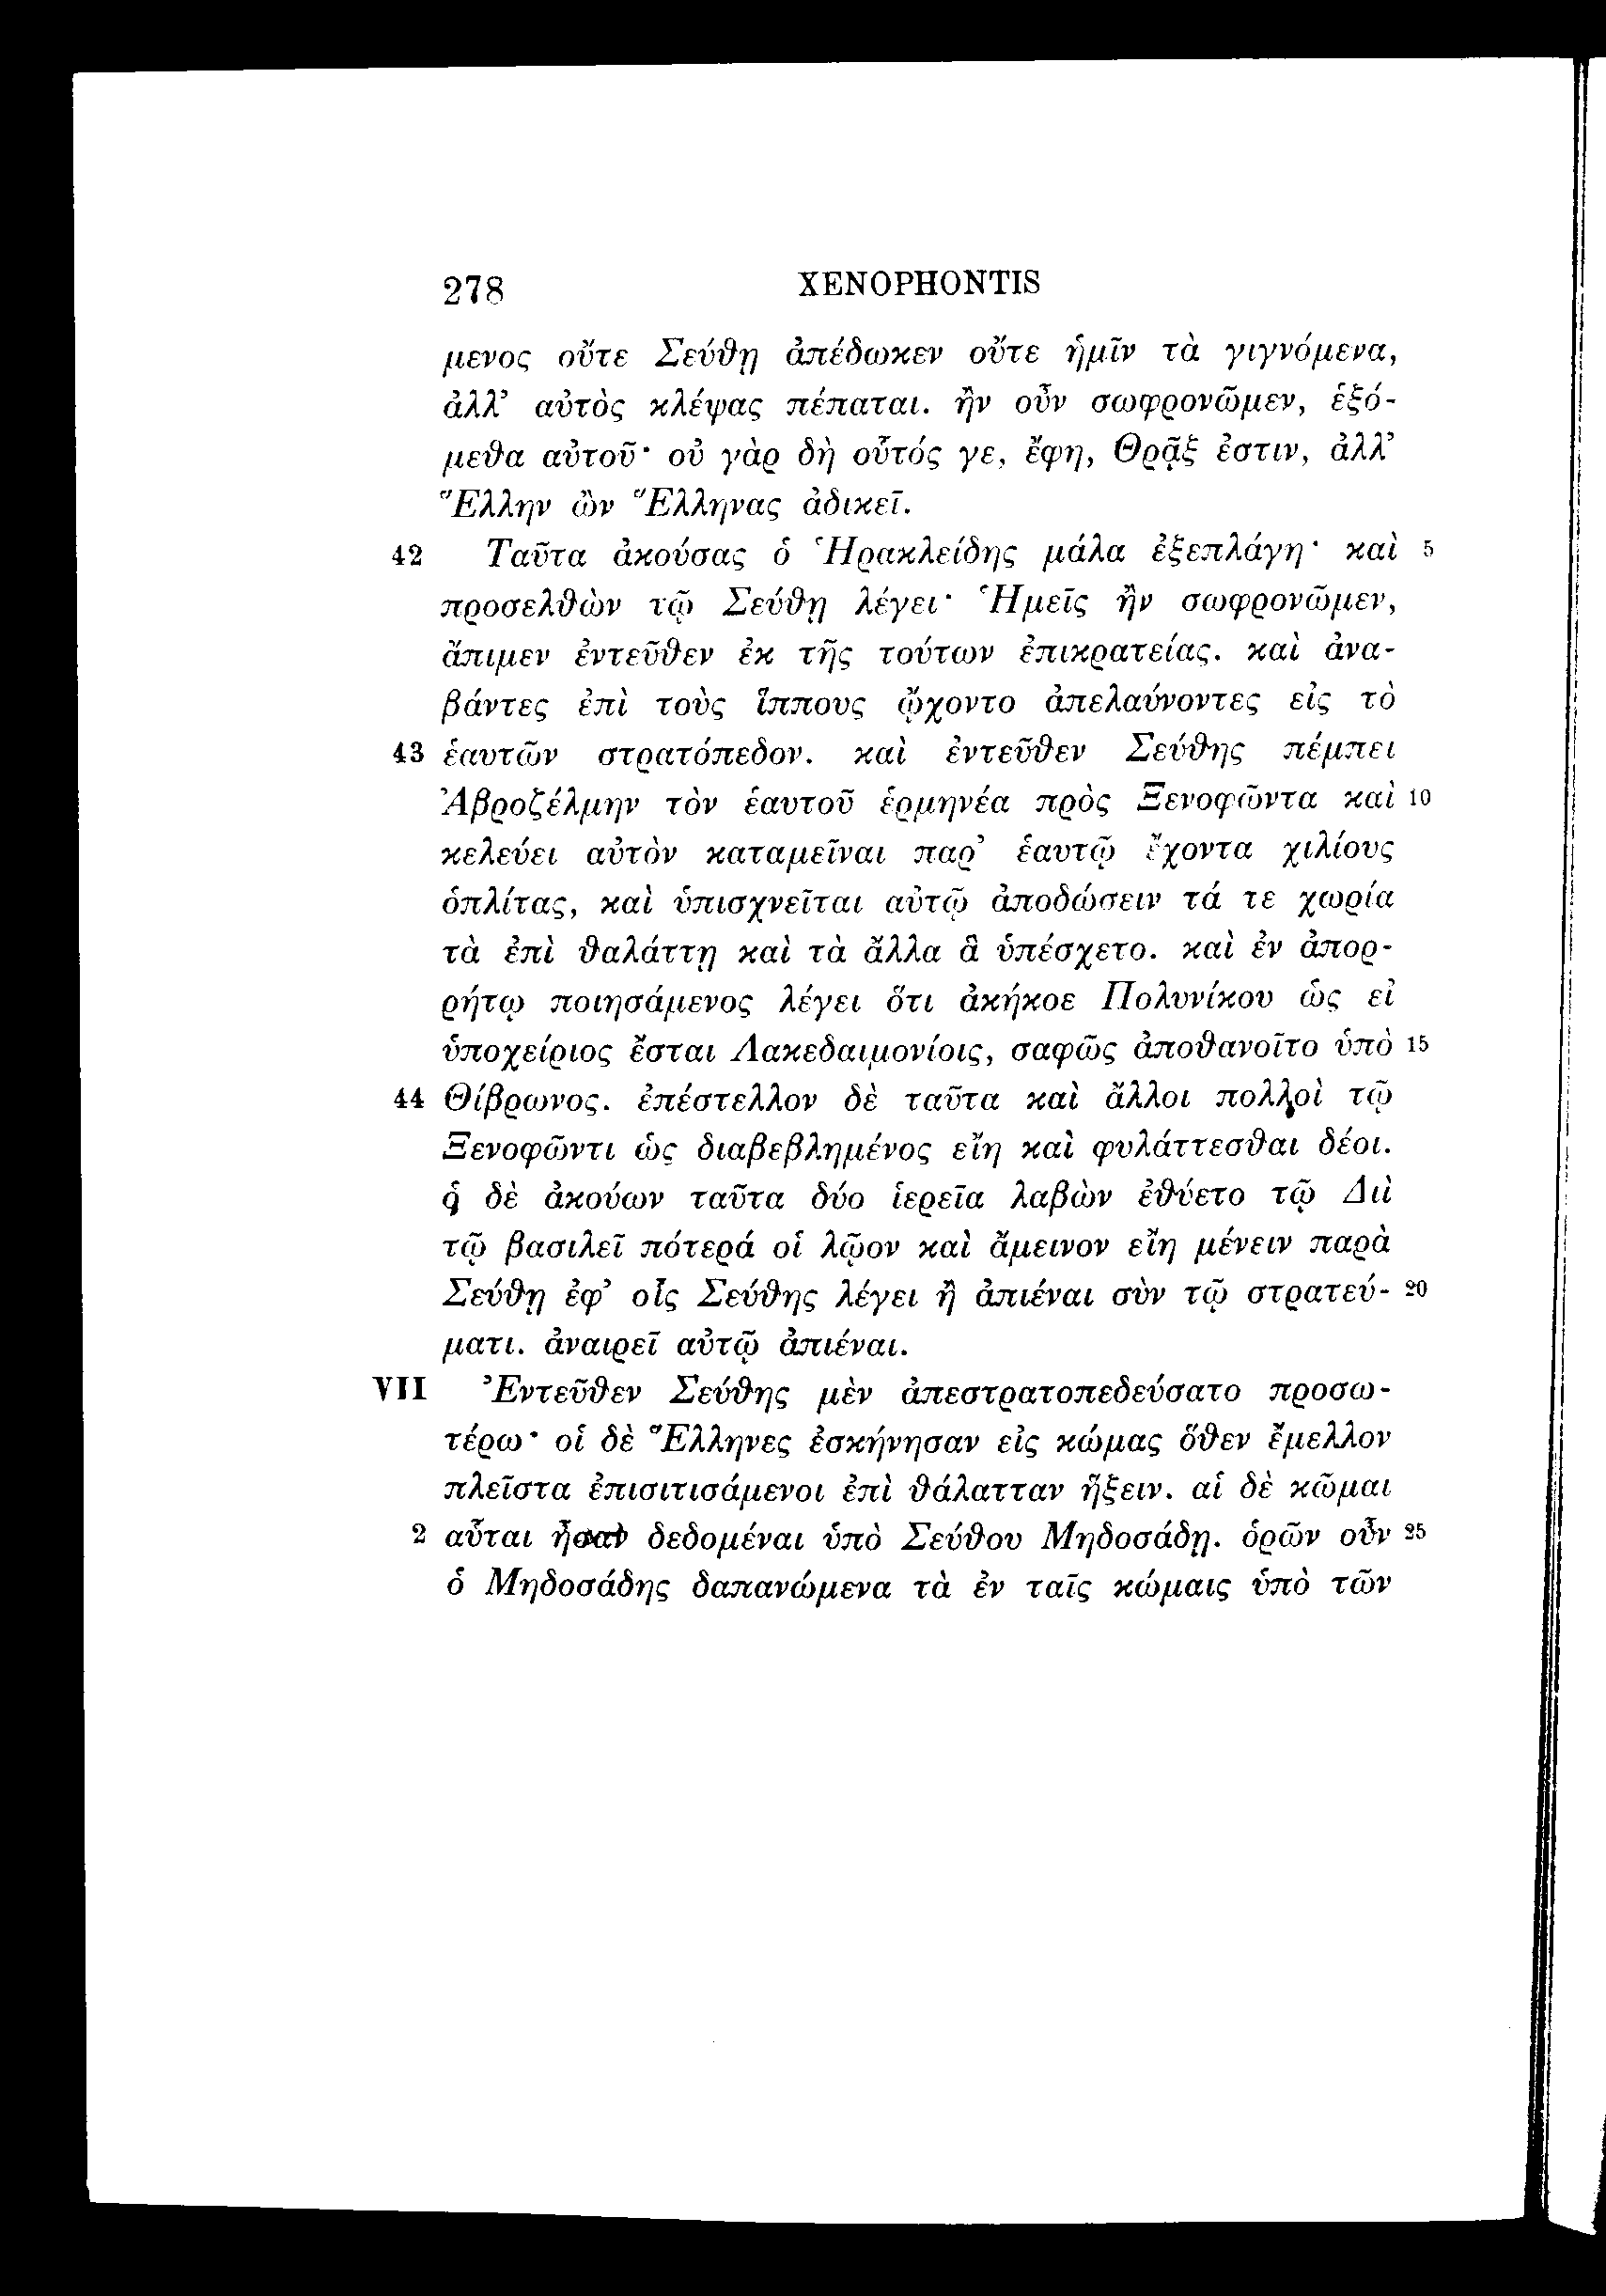 278 XENOPHONTIS
μενος οὔτε Σεύθῃ ἀπέδωκεν οὔτε ἡμῖν τὰ γιγνόμενα,
ἀλλ’ αὐτὸς κλέψας πέπαται. ἢν οὖν σωφρονῶμεν, ἑξό-
μεθα αὐτοῦ· οὐ γὰρ δὴ οὗτός γε, ἔφη, Θρᾷξ ἐστιν, ἀλλ’
Ἕλλην ὢν Ἕλληνας ἀδικεῖ.
42 Ταῦτα ἀκούσας ὁ Ἡρακλείδης μάλα ἐξεπλάγη· καὶ 5
προσελθὼν τῷ Σεύθῃ λέγει· Ἡμεῖς ἢν σωφρονῶμεν,
ἄπιμεν ἐντεῦθεν ἐκ τῆς τούτων ἐπικρατείας. καὶ ἀνα-
βάντες ἐπὶ τοὺς ἵππους ᾤχοντο ἀπελαύνοντες εἰς τὸ
43 ἑαυτῶν στρατόπεδον. καὶ ἐντεῦθεν Σεύθης πέμπει
Ἀβροζέλμην τὸν ἑαυτοῦ ἑρμηνέα πρὸς Ξενοφῶντα καὶ 10
κελεύει αὐτὸν καταμεῖναι παρ’ ἑαυτῷ ἔχοντα χιλίους
ὁπλίτας, καὶ ὑπισχνεῖται αὐτῷ ἀποδώσειν τά τε χωρία
τὰ ἐπὶ θαλάττῃ καὶ τὰ ἄλλα ἃ ὑπέσχετο. καὶ ἐν ἀπορ-
ρήτῳ ποιησάμενος λέγει ὅτι ἀκήκοε Πολυνίκου ὡς εἰ
ὑποχείριος ἔσται Λακεδαιμονίοις, σαφῶς ἀποθανοῖτο ὑπὸ 15
44 Θίβρωνος. ἐπέστελλον δὲ ταῦτα καὶ ἄλλοι πολλοὶ τῷ
Ξενοφῶντι ὡς διαβεβλημένος εἴη καὶ φυλάττεσθαι δέοι.
ὁ δὲ ἀκούων ταῦτα δύο ἱερεῖα λαβὼν ἐθύετο τῷ Διὶ
τῷ βασιλεῖ πότερά οἱ λῷον καὶ ἄμεινον εἴη μένειν παρὰ
Σεύθῃ ἐφ’ οἷς Σεύθης λέγει ἢ ἀπιέναι σὺν τῷ στρατεύ- 20
ματι. ἀναιρεῖ αὐτῷ ἀπιέναι.
VII Ἐντεῦθεν Σεύθης μὲν ἀπεστρατοπεδεύσατο προσω-
τέρω· οἱ δὲ Ἕλληνες ἐσκήνησαν εἰς κώμας ὅθεν ἔμελλον
πλεῖστα ἐπισιτισάμενοι ἐπὶ θάλατταν ἥξειν. αἱ δὲ κῶμαι
2 αὗται ἦσαν δεδομέναι ὑπὸ Σεύθου Μηδοσάδῃ. ὁρῶν οὖν 25
ὁ Μηδοσάδης δαπανώμενα τὰ ἐν ταῖς κώμαις ὑπὸ τῶν